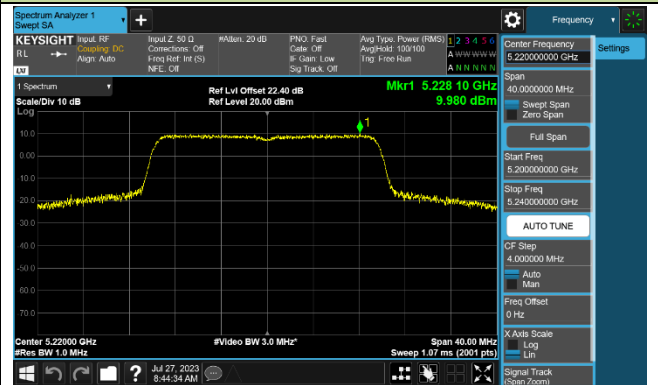 Spectrum Analyzer 1
Swept SA
Frequency
KEYSIGHT
RL
LXI
Input: RF
Coupling: DC
Align: Auto
Input Z: 50 Ω
Corrections: Off
Freq Ref: Int (S)
NFE: Off
#Atten: 20 dB
PNO: Fast
Gate: Off
IF Gain: Low
Sig Track: Off
Avg Type: Power (RMS)
Avg|Hold: 100/100
Trig: Free Run
1 2 3 4 5 6
A W W W W W
A N N N N N
1 Spectrum
Scale/Div 10 dB
Ref Lvl Offset 22.40 dB
Ref Level 20.00 dBm
Mkr1 5.228 10 GHz
9.980 dBm
Log
1
10.0
0.00
-10.0
-20.0
-30.0
-40.0
-50.0
-60.0
-70.0
Center 5.22000 GHz
#Video BW 3.0 MHz*
Span 40.00 MHz
#Res BW 1.0 MHz
Sweep 1.07 ms (2001 pts)
Jul 27, 2023
8:44:34 AM
Center Frequency
5.220000000 GHz
Settings
Span
40.0000000 MHz
Swept Span
Zero Span
Full Span
Start Freq
5.200000000 GHz
Stop Freq
5.240000000 GHz
AUTO TUNE
CF Step
4.000000 MHz
Auto
Man
Freq Offset
0 Hz
X Axis Scale
Log
Lin
Signal Track
(Span Zoom)